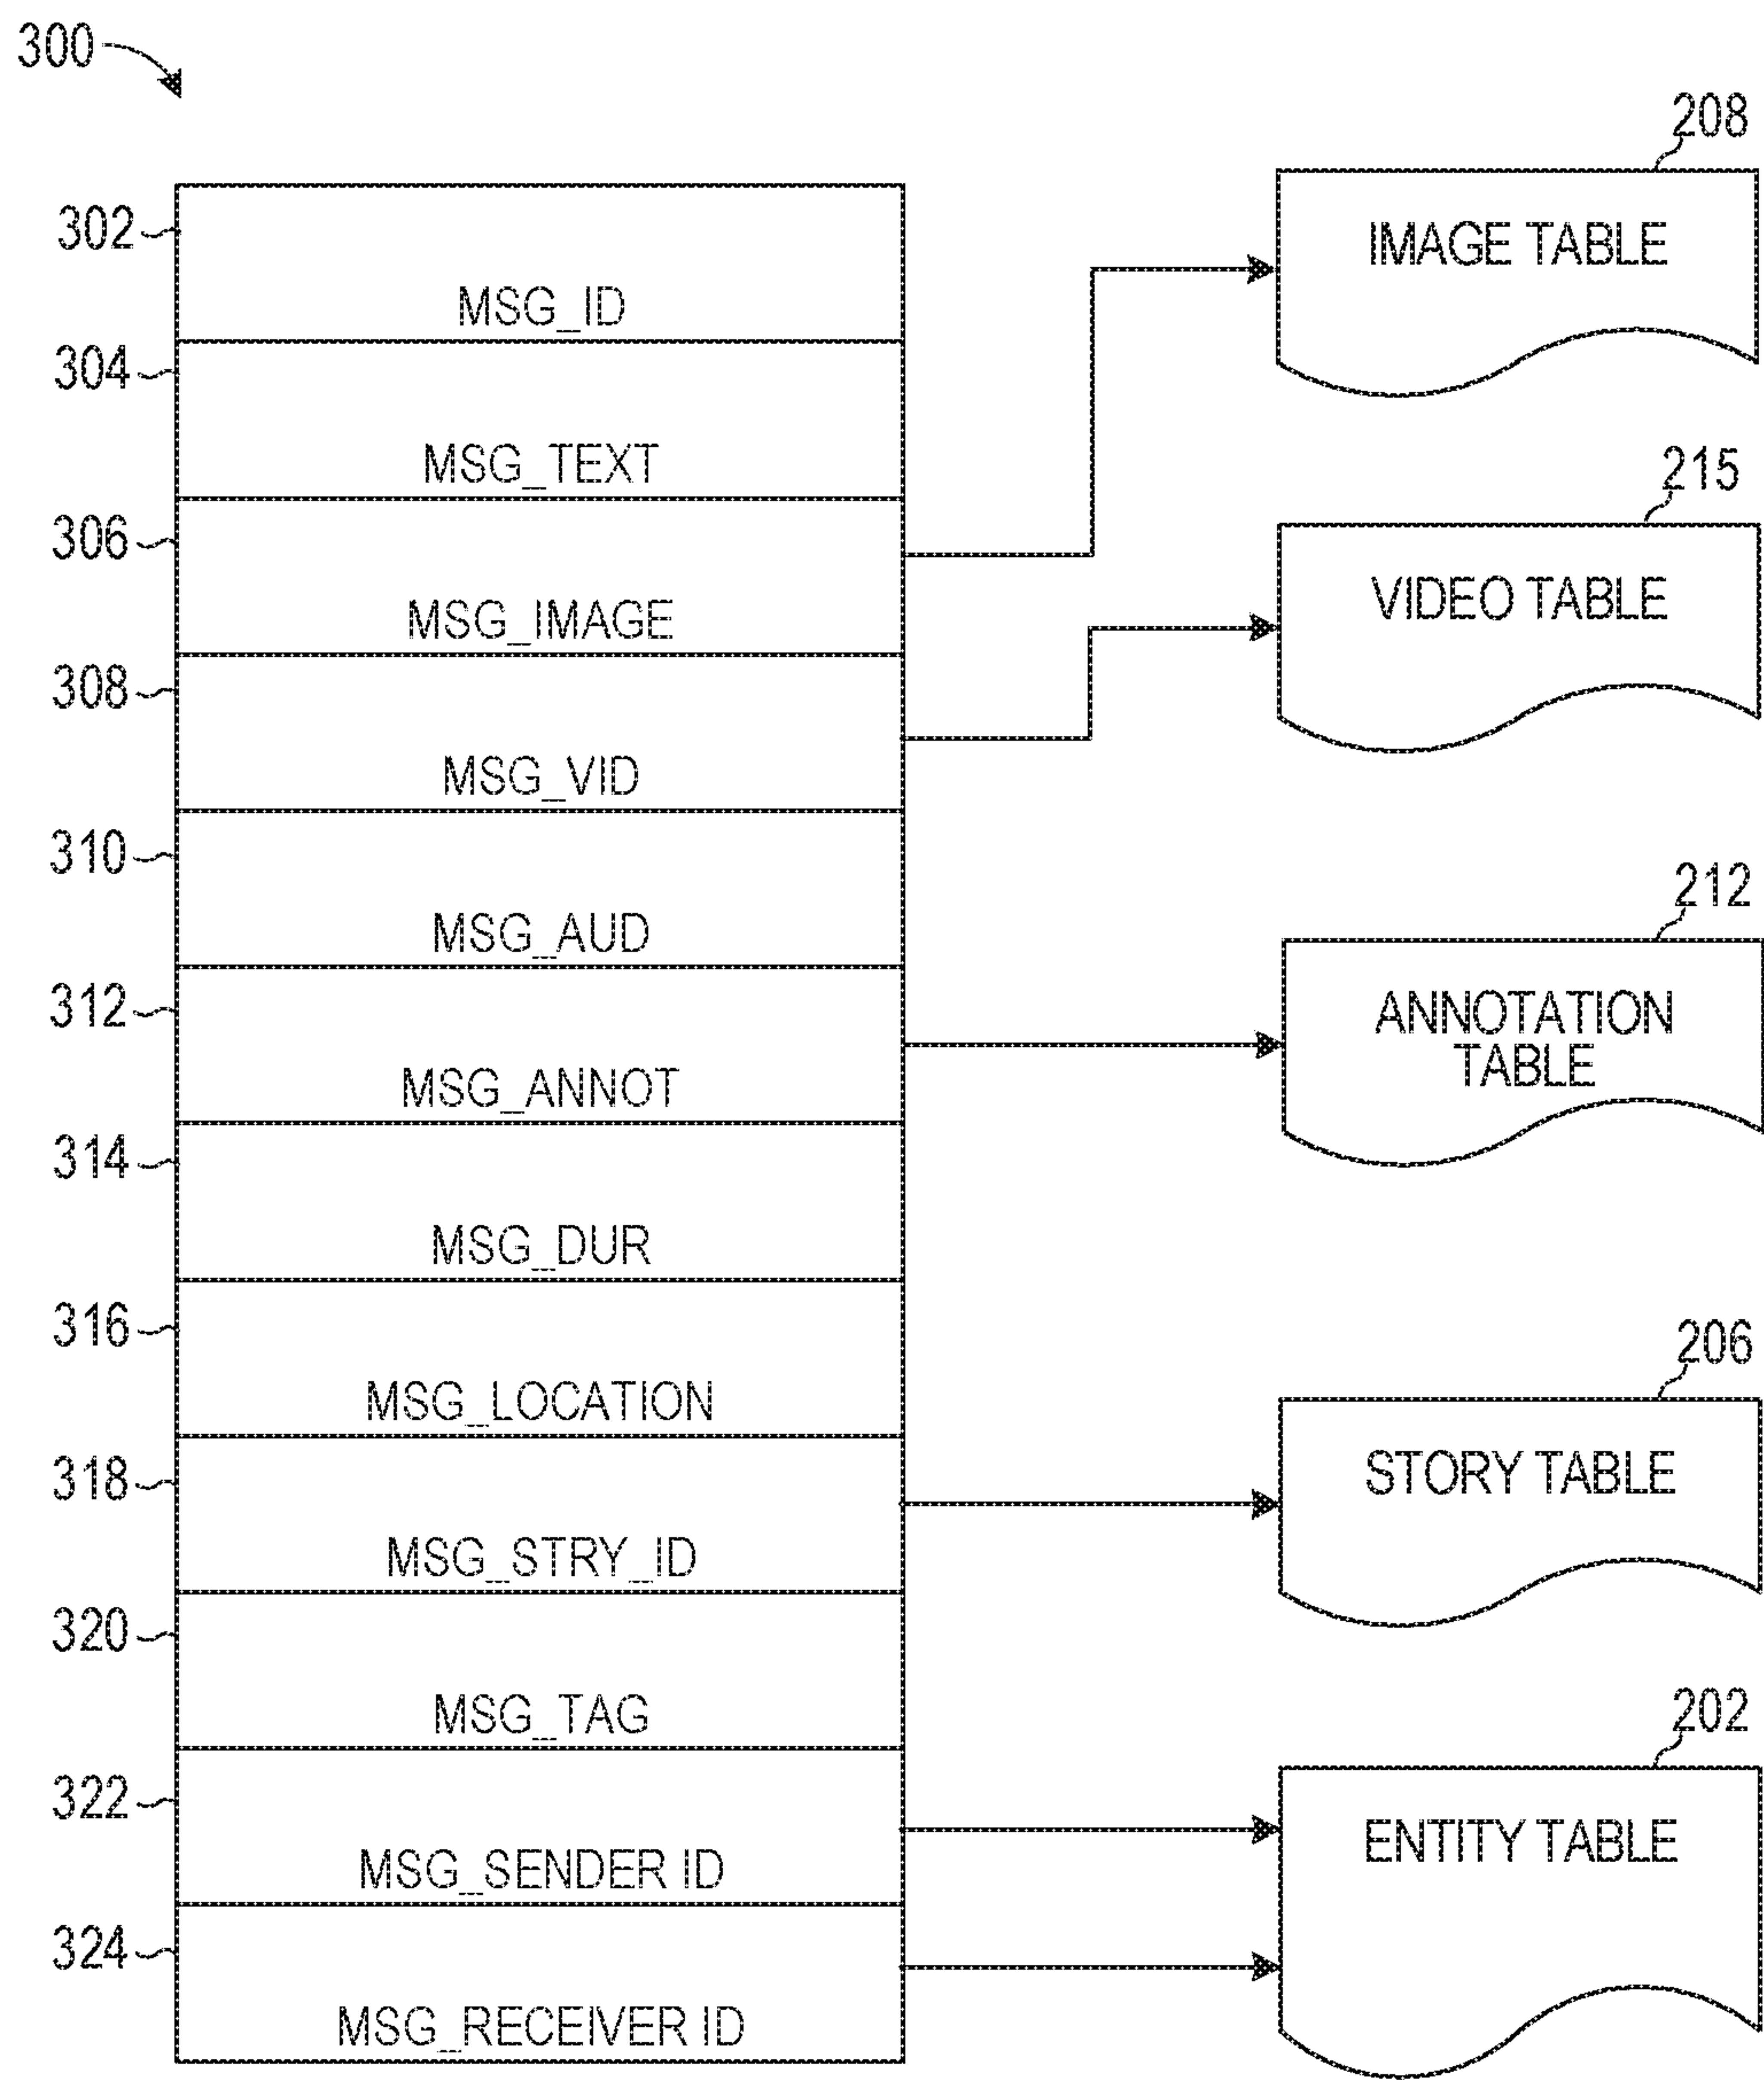 300
302
MSG_ID
304
MSG_TEXT
306
MSG_IMAGE
308
MSG_VID
310
MSG_AUD
312
MSG_ANNOT
314
MSG_DUR
316
MSG_LOCATION
318
MSG_STRY_ID
320
MSG_TAG
322
MSG_SENDER ID
324
MSG_RECEIVER ID
208
IMAGE TABLE
215
VIDEO TABLE
212
ANNOTATION
TABLE
206
STORY TABLE
202
ENTITY TABLE